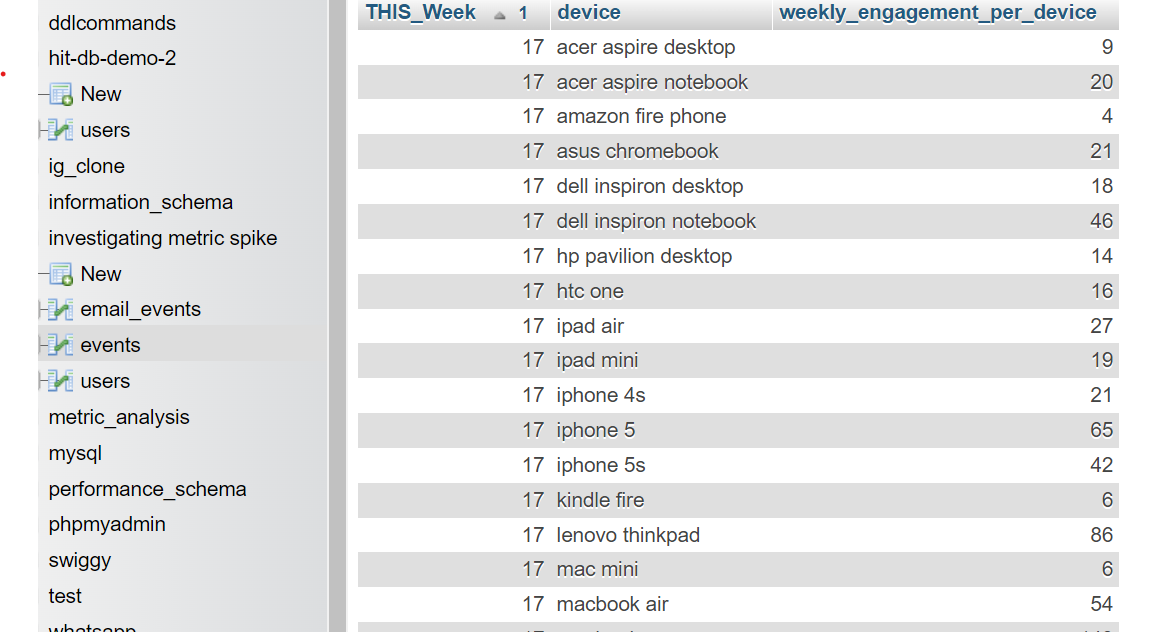 ddlcommands
hit-db-demo-2
New
users
ig_clone
information_schema
investigating metric spike
New
email_events
events
users
metric_analysis
mysql
performance_schema
phpmyadmin
swiggy
test
whatsapp
THIS_Week 1 device weekly_engagement_per_device
17 acer aspire desktop 9
17 acer aspire notebook 20
17 amazon fire phone 4
17 asus chromebook 21
17 dell inspiron desktop 18
17 dell inspiron notebook 46
17 hp pavilion desktop 14
17 htc one 16
17 ipad air 27
17 ipad mini 19
17 iphone 4s 21
17 iphone 5 65
17 iphone 5s 42
17 kindle fire 6
17 lenovo thinkpad 86
17 mac mini 6
17 macbook air 54